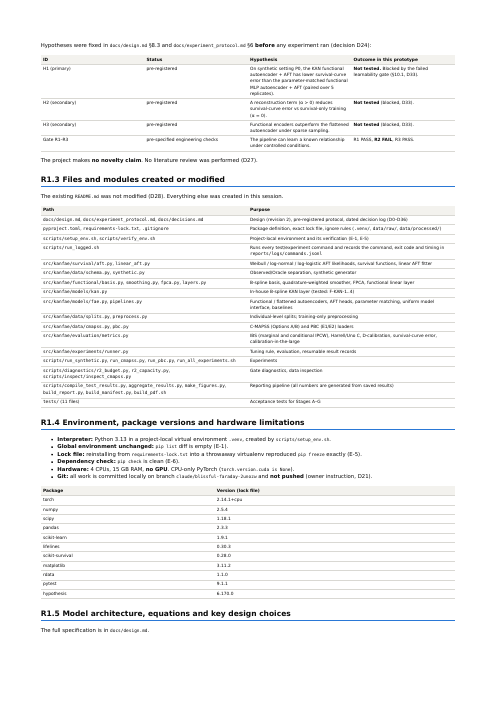 Hypotheses were fixed in docs/design.md §8.3 and docs/experiment_protocol.md §6 before any experiment ran (decision D24):
ID Status Hypothesis Outcome in this prototype
H1 (primary) pre-registered On synthetic setting P0, the KAN functional autoencoder + AFT has lower survival-curve error than the parameter-matched functional MLP autoencoder + AFT (paired over 5 replicates). Not tested. Blocked by the failed learnability gate (§10.1, D33)
H2 (secondary) pre-registered A reconstruction term (α > 0) reduces survival-curve error vs survival-only training (α = 0). Not tested (blocked, D33).
H3 (secondary) pre-registered Functional encoders outperform the flattened autoencoder under sparse sampling. Not tested (blocked, D33).
Gate R1–R3 pre-specified engineering checks The pipeline can learn a known relationship under controlled conditions. R1 PASS, R2 FAIL, R3 PASS.
The project makes no novelty claim. No literature review was performed (D27).
R1.3 Files and modules created or modified
The existing README.md was not modified (D28). Everything else was created in this session.
Path Purpose
docs/design.md, docs/experiment_protocol.md, docs/decisions.md Design (revision 2), pre-registered protocol, dated decision log (D0–D36)
pyproject.toml, requirements-lock.txt, .gitignore Package definition, exact lock file, ignore rules (.venv/, data/raw/, data/processed/)
scripts/setup_env.sh, scripts/verify_env.sh Project-local environment and its verification (E-1, E-5)
scripts/run_logged.sh Runs every test/experiment command and records the command, exit code and timing in reports/logs/commands.jsonl
src/kanfae/survival/aft.py, linear_aft.py Weibull / log-normal / log-logistic AFT likelihoods, survival functions, linear AFT fitter
src/kanfae/data/schema.py, synthetic.py Observed/Oracle separation, synthetic generator
src/kanfae/functional/basis.py, smoothing.py, fpca.py, layers.py B-spline basis, quadrature-weighted smoother, FPCA, functional linear layer
src/kanfae/models/kan.py In-house B-spline KAN layer (tested: F-KAN-1..4)
src/kanfae/models/fae.py, pipelines.py Functional / flattened autoencoders, AFT heads, parameter matching, uniform model interface, baselines
src/kanfae/data/splits.py, preprocess.py Individual-level splits; training-only preprocessing
src/kanfae/data/cmapss.py, pbc.py C-MAPSS (Options A/B) and PBC (E1/E2) loaders
src/kanfae/evaluation/metrics.py IBS (marginal and conditional IPCW), Harrell/Uno C, D-calibration, survival-curve error, calibration-in-the-large
src/kanfae/experiments/runner.py Tuning rule, evaluation, resumable result records
scripts/run_synthetic.py, run_cmapss.py, run_pbc.py, run_all_experiments.sh Experiments
scripts/diagnostics/r2_budget.py, r2_capacity.py, scripts/inspect/inspect_cmapss.py Gate diagnostics, data inspection
scripts/compile_test_results.py, aggregate_results.py, make_figures.py, build_report.py, build_manifest.py, build_pdf.sh Reporting pipeline (all numbers are generated from saved results)
tests/ (11 files) Acceptance tests for Stages A–G
R1.4 Environment, package versions and hardware limitations
• Interpreter: Python 3.13 in a project-local virtual environment .venv, created by scripts/setup_env.sh.
• Global environment unchanged: pip list diff is empty (E-1).
• Lock file: reinstalling from requirements-lock.txt into a throwaway virtualenv reproduced pip freeze exactly (E-5).
• Dependency check: pip check is clean (E-6).
• Hardware: 4 CPUs, 15 GB RAM, no GPU. CPU-only PyTorch (torch.version.cuda is None).
• Git: all work is committed locally on branch and not pushed (owner instruction, D21).
Package Version (lock file)
torch 2.14.1+cpu
numpy 2.5.4
scipy 1.18.1
pandas 2.3.3
scikit-learn 1.9.1
lifelines 0.30.3
scikit-survival 0.28.0
matplotlib 3.11.2
rdata 1.1.0
pytest 9.1.1
hypothesis 6.170.0
R1.5 Model architecture, equations and key design choices
The full specification is in docs/design.md.